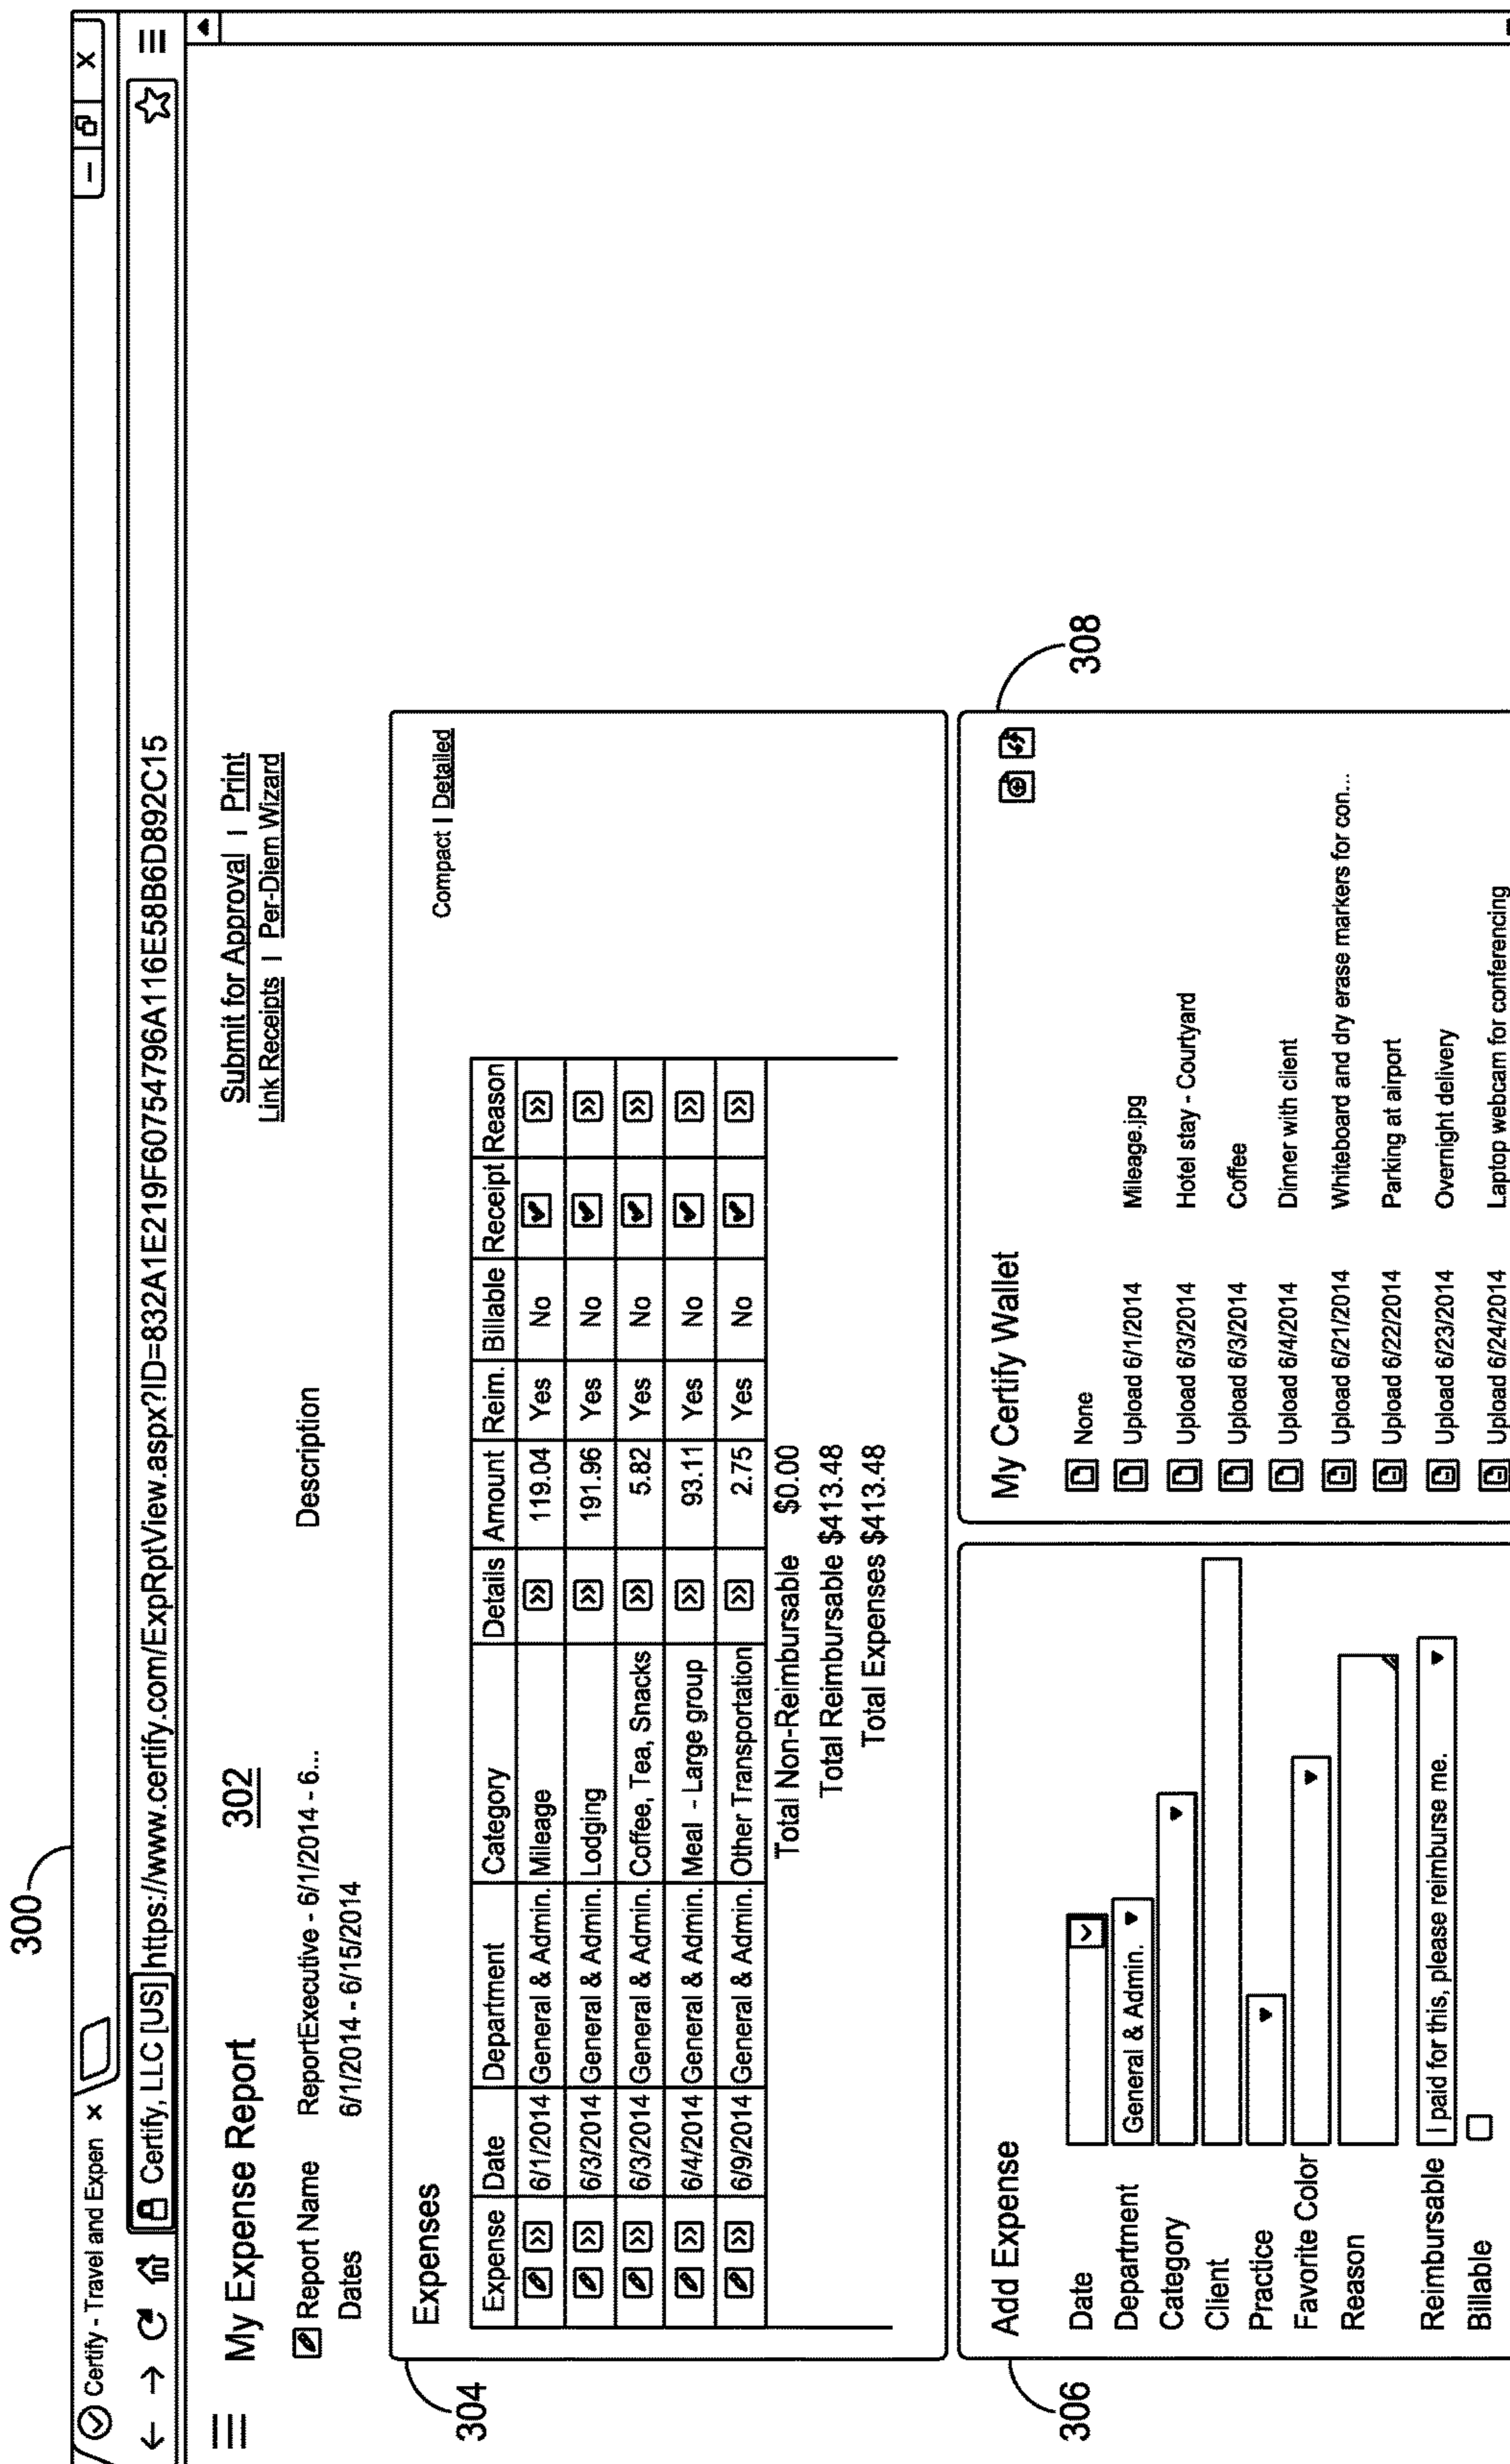 300
Certify - Travel and Expen x
Certify, LLC [US] https://www.certify.com/ExpRptView.aspx?ID=832A1E219F60754796A116E58B6D892C15
My Expense Report 302 Submit for Approval | Print
Link Receipts | Per-Diem Wizard
Report Name ReportExecutive - 6/1/2014 - 6... Description
Dates 6/1/2014 - 6/15/2014
304
Expenses
Compact | Detailed
Expense Date Department Category Details Amount Reim. Billable Receipt Reason
6/1/2014 General & Admin. Mileage 119.04 Yes No
6/3/2014 General & Admin. Lodging 191.96 Yes No
6/3/2014 General & Admin. Coffee, Tea, Snacks 5.82 Yes No
6/4/2014 General & Admin. Meal - Large group 93.11 Yes No
6/9/2014 General & Admin. Other Transportation 2.75 Yes No
Total Non-Reimbursable $0.00
Total Reimbursable $413.48
Total Expenses $413.48
306
Add Expense
Date
Department General & Admin.
Category
Client
Practice
Favorite Color
Reason
Reimbursable I paid for this, please reimburse me.
Billable
308
My Certify Wallet
None
Upload 6/1/2014 Mileage.jpg
Upload 6/3/2014 Hotel stay - Courtyard
Upload 6/3/2014 Coffee
Upload 6/4/2014 Dinner with client
Upload 6/21/2014 Whiteboard and dry erase markers for con...
Upload 6/22/2014 Parking at airport
Upload 6/23/2014 Overnight delivery
Upload 6/24/2014 Laptop webcam for conferencing